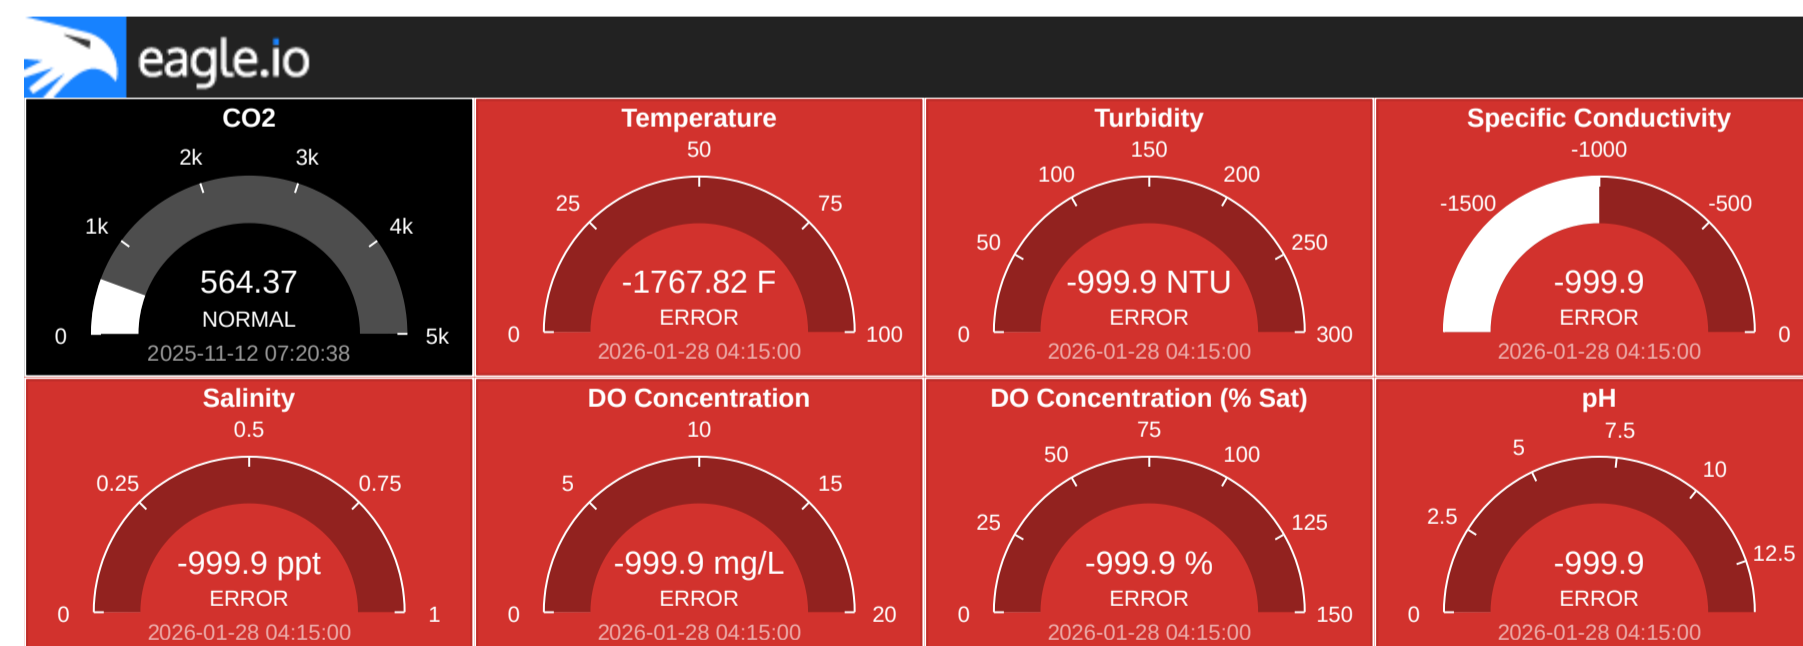 eagle.io
CO2
2k
3k
1k
4k
0
5k
564.37
NORMAL
2025-11-12 07:20:38
Temperature
50
25
75
0
100
-1767.82 F
ERROR
2026-01-28 04:15:00
Turbidity
150
100
200
50
250
0
300
-999.9 NTU
ERROR
2026-01-28 04:15:00
Specific Conductivity
-1000
-1500
-500
0
-999.9
ERROR
2026-01-28 04:15:00
Salinity
0.5
0.25
0.75
0
1
-999.9 ppt
ERROR
2026-01-28 04:15:00
DO Concentration
10
5
15
0
20
-999.9 mg/L
ERROR
2026-01-28 04:15:00
DO Concentration (% Sat)
75
50
100
25
125
0
150
-999.9 %
ERROR
2026-01-28 04:15:00
pH
7.5
5
10
2.5
12.5
0
-999.9
ERROR
2026-01-28 04:15:00